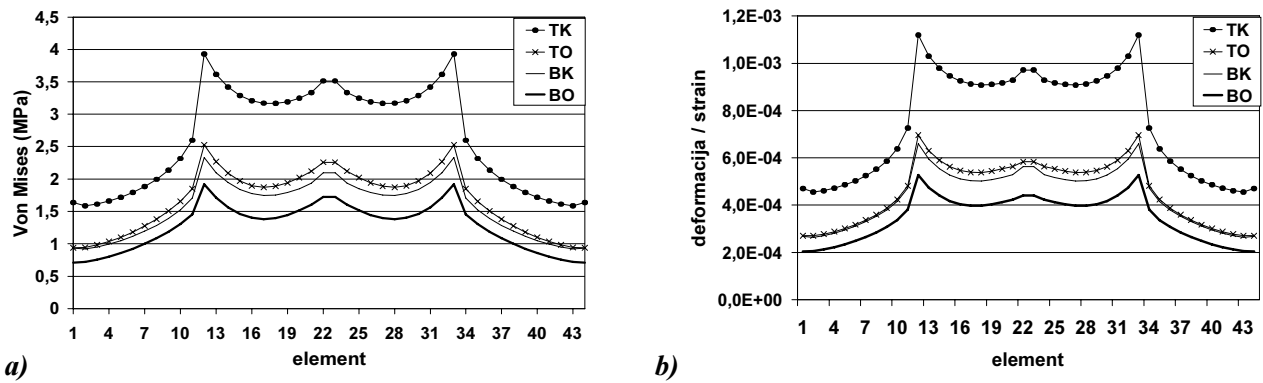 4,5
4
3,5
3
2,5
2
1,5
1
0,5
0
Von Mises (MPa)
1 4 7 10 13 16 19 22 25 28 31 34 37 40 43
element
TK
TO
BK
BO
a)
1,2E-03
1,0E-03
8,0E-04
6,0E-04
4,0E-04
2,0E-04
0,0E+00
deformacija / strain
1 4 7 10 13 16 19 22 25 28 31 34 37 40 43
element
TK
TO
BK
BO
b)